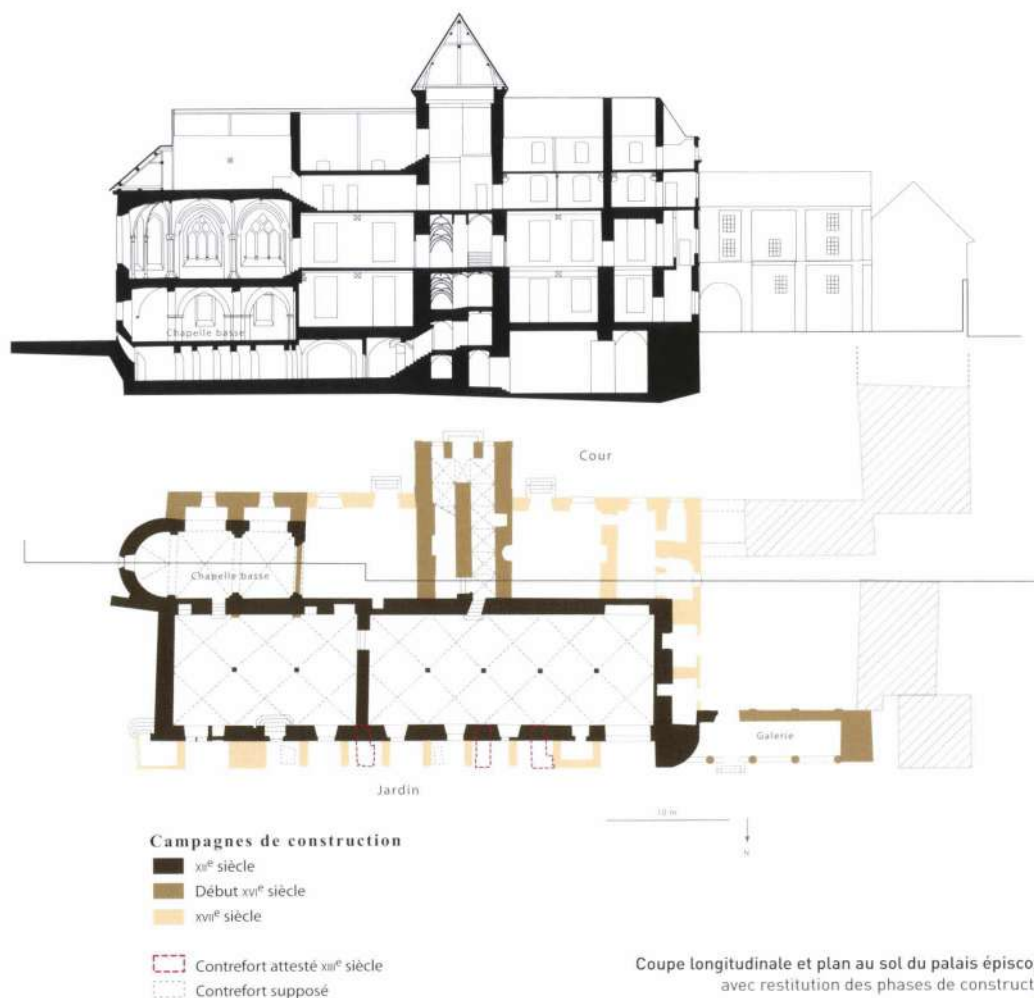 Chapelle basse
Cour
Chapelle basse
Galerie
Jardin
10 m
N
Campagnes de construction
XIIe siècle
Début XVIe siècle
XVIIe siècle
Contrefort attesté XIIIe siècle
Contrefort supposé
Coupe longitudinale et plan au sol du palais épisco
avec restitution des phases de construct